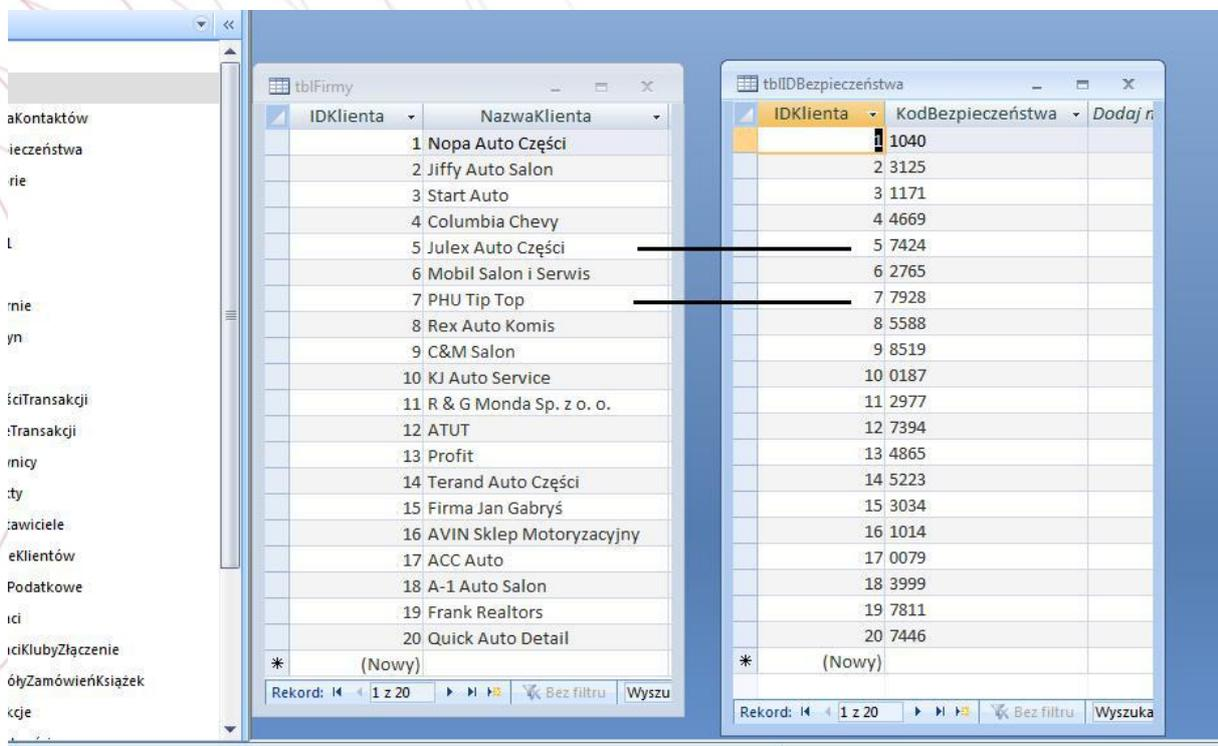 aKontaktów
ieczeństwa
rie
1
rnie
yn
ściTransakcji
eTransakcji
wnicy
kty
tawiciele
eKlientów
Podatkowe
nci
nciKlubyZłączenie
ółyZamówieńKsiążek
kcje
tblFirmy
IDKlienta NazwaKlienta
1 Nopa Auto Części
2 Jiffy Auto Salon
3 Start Auto
4 Columbia Chevy
5 Julex Auto Części
6 Mobil Salon i Serwis
7 PHU Tip Top
8 Rex Auto Komis
9 C&M Salon
10 KJ Auto Service
11 R & G Monda Sp. z o. o.
12 ATUT
13 Profit
14 Terand Auto Części
15 Firma Jan Gabryś
16 AVIN Sklep Motoryzacyjny
17 ACC Auto
18 A-1 Auto Salon
19 Frank Realtors
20 Quick Auto Detail
(Nowy)
Rekord: 1 z 20 Bez filtru Wyszu
tblIDBezpieczeństwa
IDKlienta KodBezpieczeństwa Dodaj n
1 1040
2 3125
3 1171
4 4669
5 7424
6 2765
7 7928
8 5588
9 8519
10 0187
11 2977
12 7394
13 4865
14 5223
15 3034
16 1014
17 0079
18 3999
19 7811
20 7446
(Nowy)
Rekord: 1 z 20 Bez filtru Wyszuka